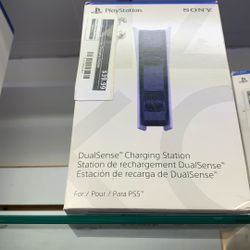 PlayStation
SONY
DualSense™ Charging Station
Station de rechargement DualSense™
Estación de recarga de DualSense™
For / Pour / Para PS5™